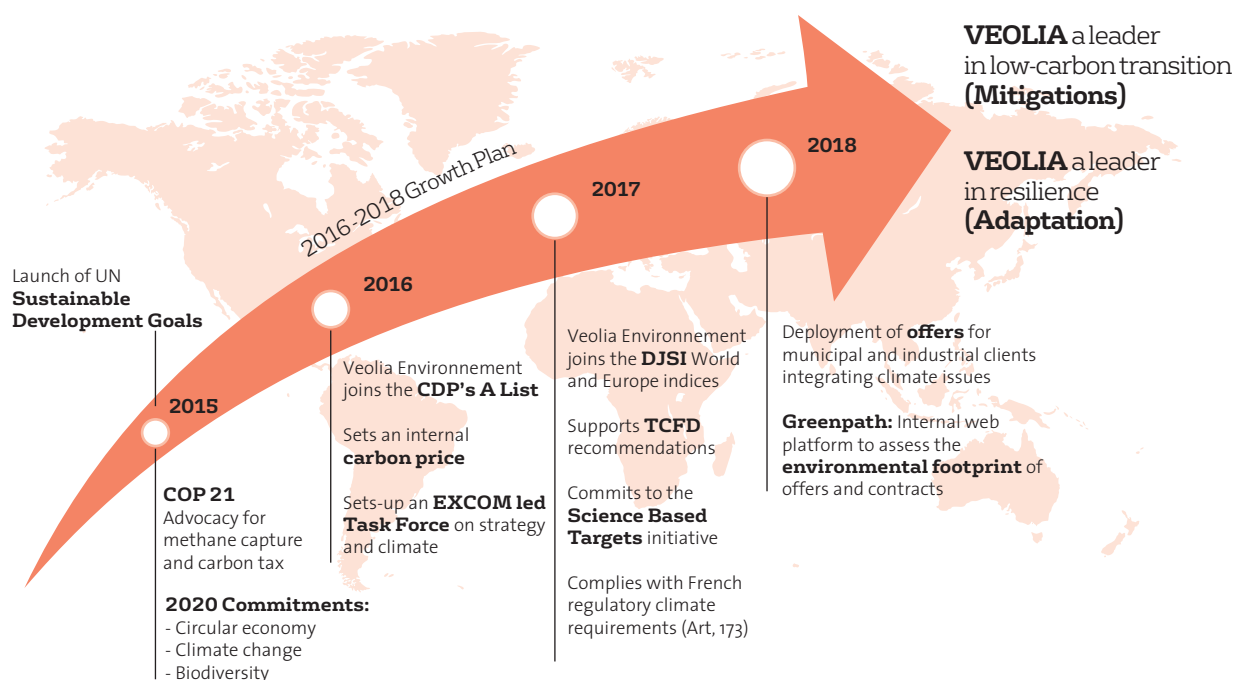 VEOLIA a leader
in low-carbon transition
(Mitigations)
VEOLIA a leader
in resilience
(Adaptation)
2016-2018 Growth Plan
Launch of UN
Sustainable
Development Goals
2015
COP 21
Advocacy for
methane capture
and carbon tax
2020 Commitments:
- Circular economy
- Climate change
- Biodiversity
2016
Veolia Environnement
joins the CDP's A List
Sets an internal
carbon price
Sets-up an EXCOM led
Task Force on strategy
and climate
2017
Veolia Environnement
joins the DJSI World
and Europe indices
Supports TCFD
recommendations
Commits to the
Science Based
Targets initiative
Complies with French
regulatory climate
requirements (Art, 173)
2018
Deployment of offers for
municipal and industrial clients
integrating climate issues
Greenpath: Internal web
platform to assess the
environmental footprint of
offers and contracts